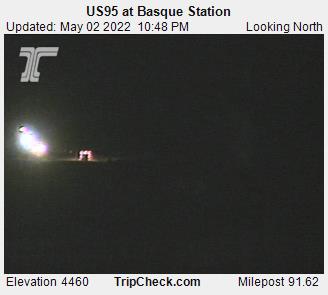 US95 at Basque Station
Updated: May 02 2022 10:48 PM Looking North
Elevation 4460 TripCheck.com Milepost 91.62